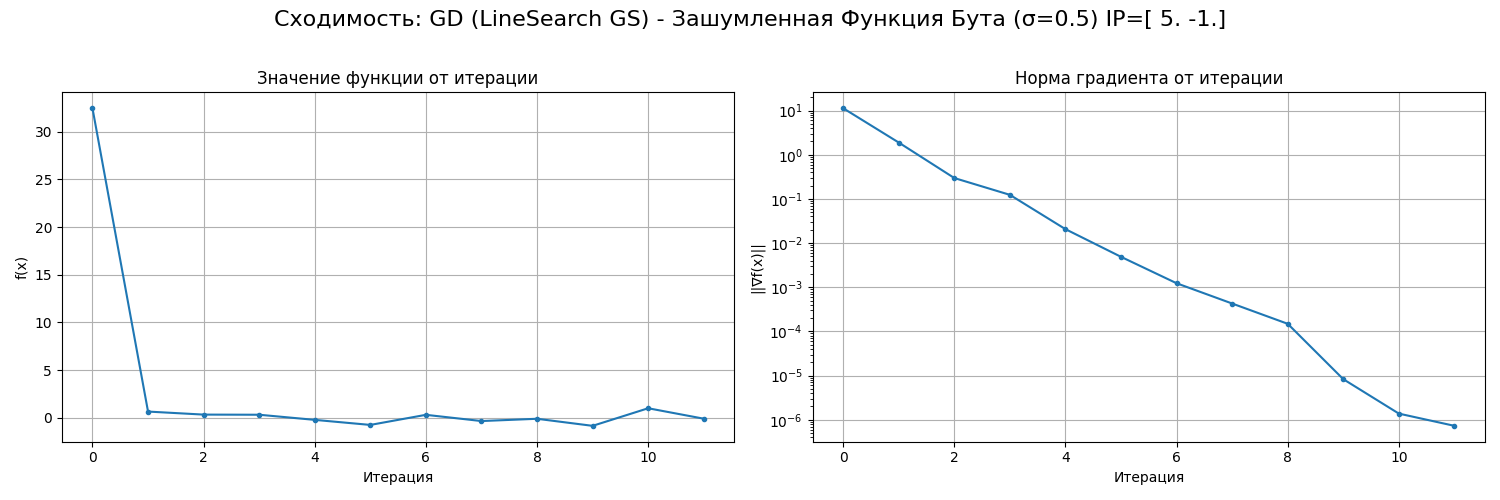 Сходимость: GD (LineSearch GS) - Зашумленная Функция Бута (σ=0.5) IP=[ 5. -1.]
Значение функции от итерации
f(x)
30
25
20
15
10
5
0
0 2 4 6 8 10
Итерация
Норма градиента от итерации
||∇f(x)||
10¹
10⁰
10⁻¹
10⁻²
10⁻³
10⁻⁴
10⁻⁵
10⁻⁶
0 2 4 6 8 10
Итерация